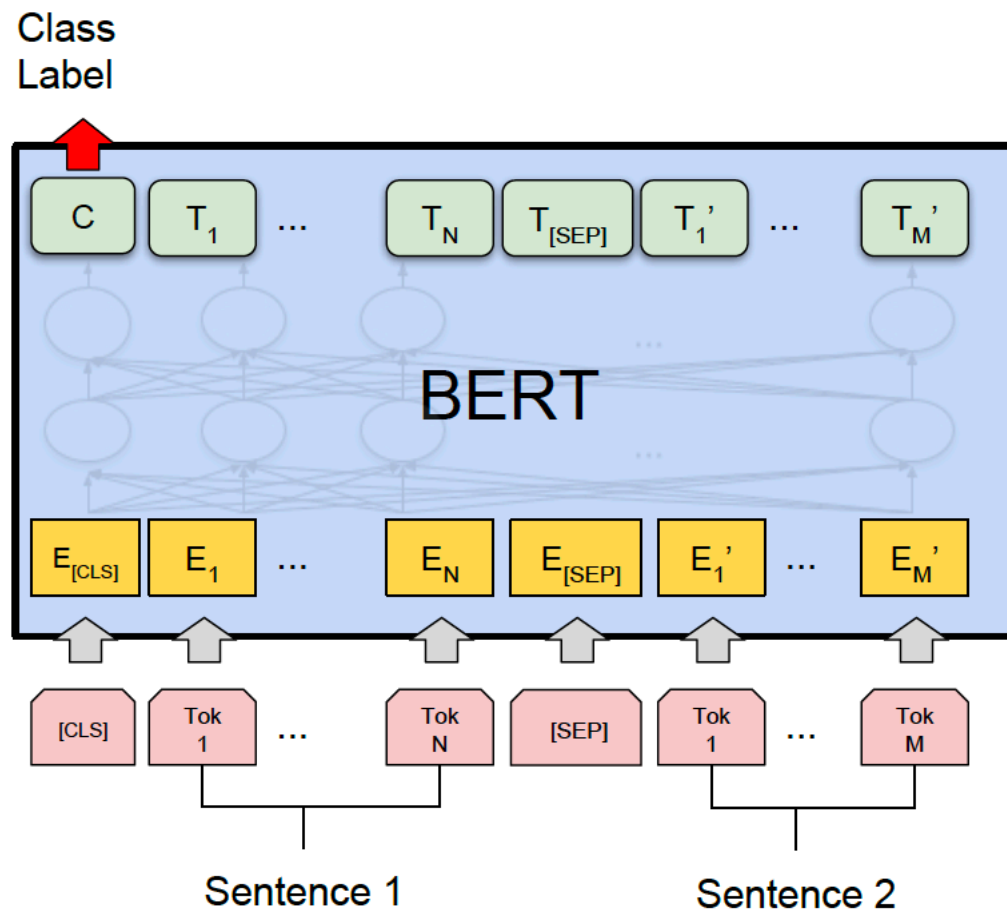 Class
Label
C T1 ... TN T[SEP] T1’ ... TM’
...
BERT
...
E[CLS] E1 ... EN E[SEP] E1’ ... EM’
[CLS] Tok 1 ... Tok N [SEP] Tok 1 ... Tok M
Sentence 1 Sentence 2